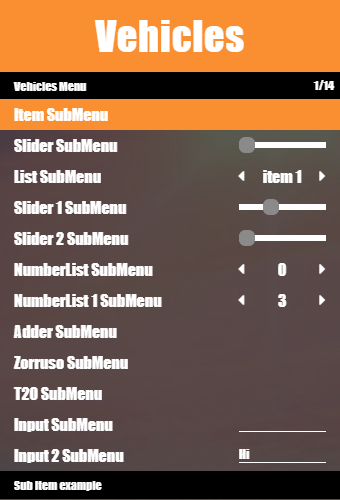 Vehicles
Vehicles Menu 1/14
Item SubMenu
Slider SubMenu
List SubMenu item 1
Slider 1 SubMenu
Slider 2 SubMenu
NumberList SubMenu 0
NumberList 1 SubMenu 3
Adder SubMenu
Zorruso SubMenu
T20 SubMenu
Input SubMenu
Input 2 SubMenu Hi
Sub Item example